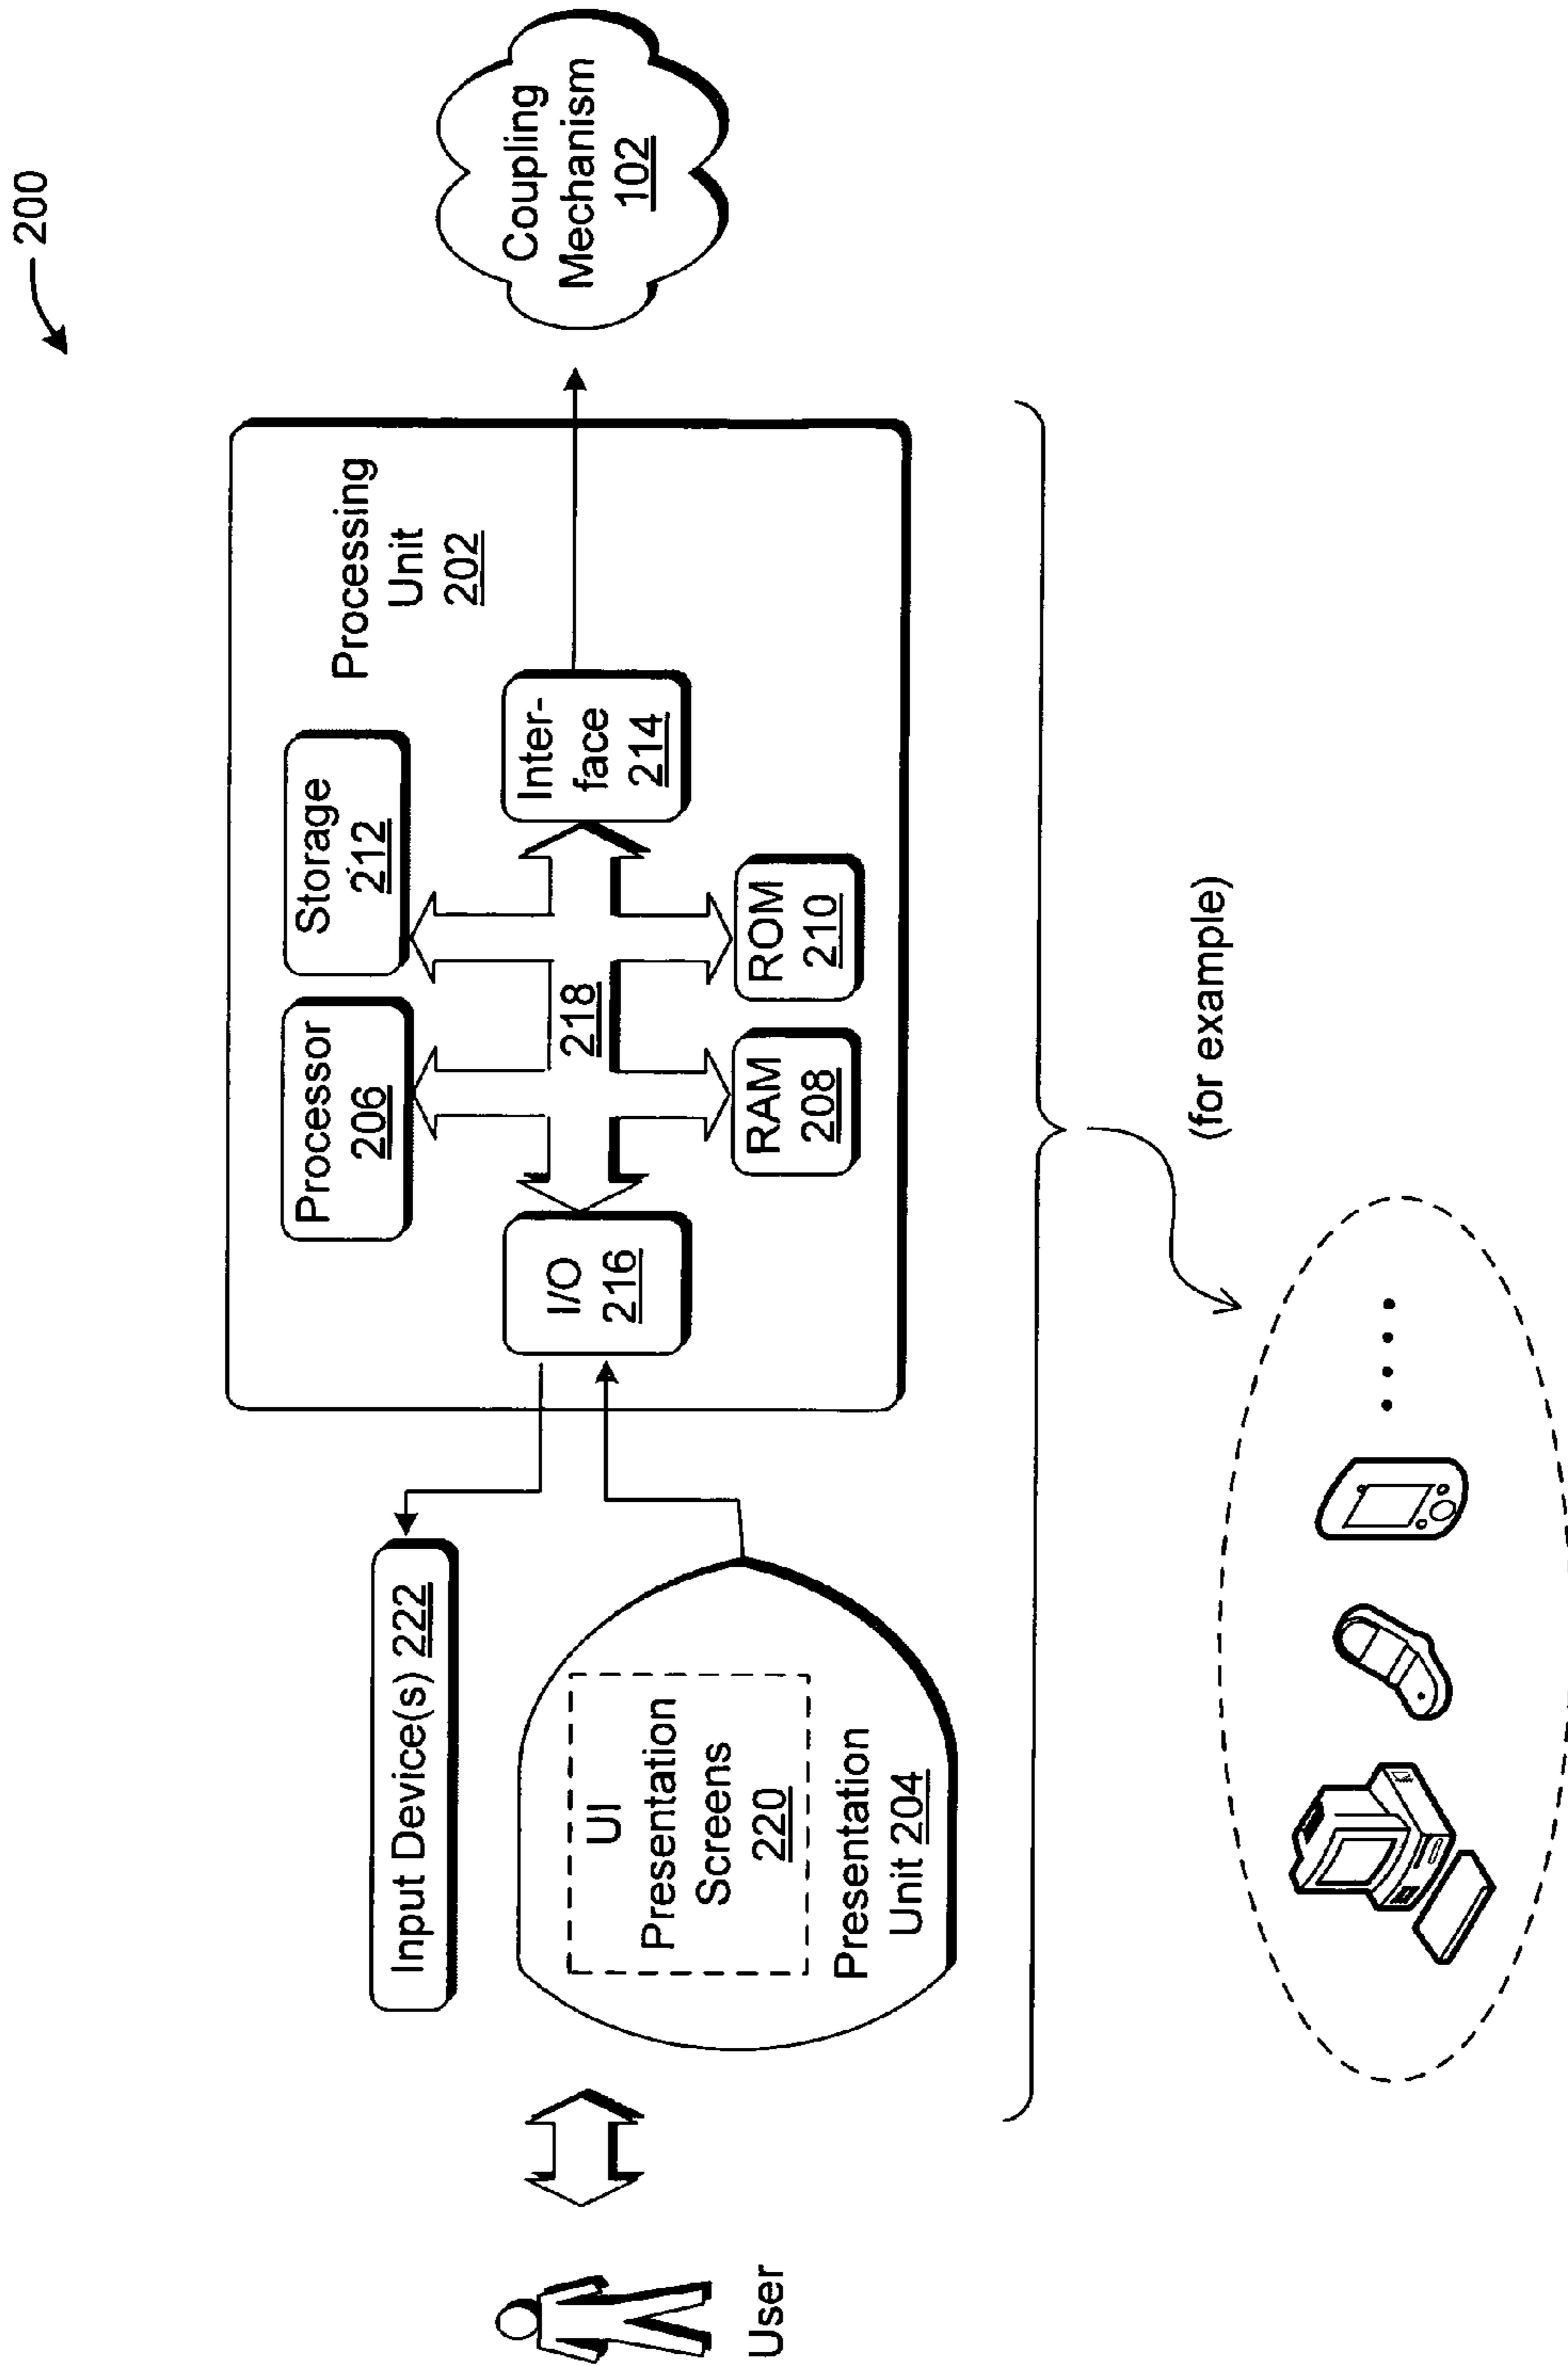 200
Coupling
Mechanism
102
Processing
Unit
202
Processor
206
Storage
212
I/O
216
218
Inter-
face
214
RAM
208
ROM
210
Input Device(s) 222
UI
Presentation
Screens
220
Presentation
Unit 204
User
(for example)